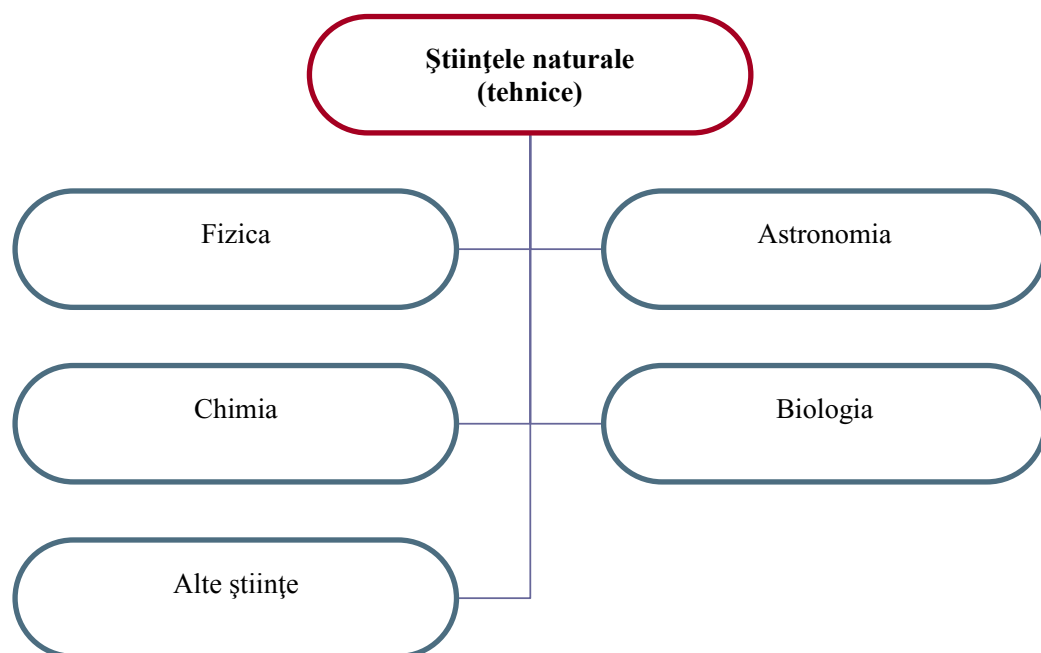 Ştiinţele naturale
(tehnice)
Fizica
Astronomia
Chimia
Biologia
Alte ştiinţe